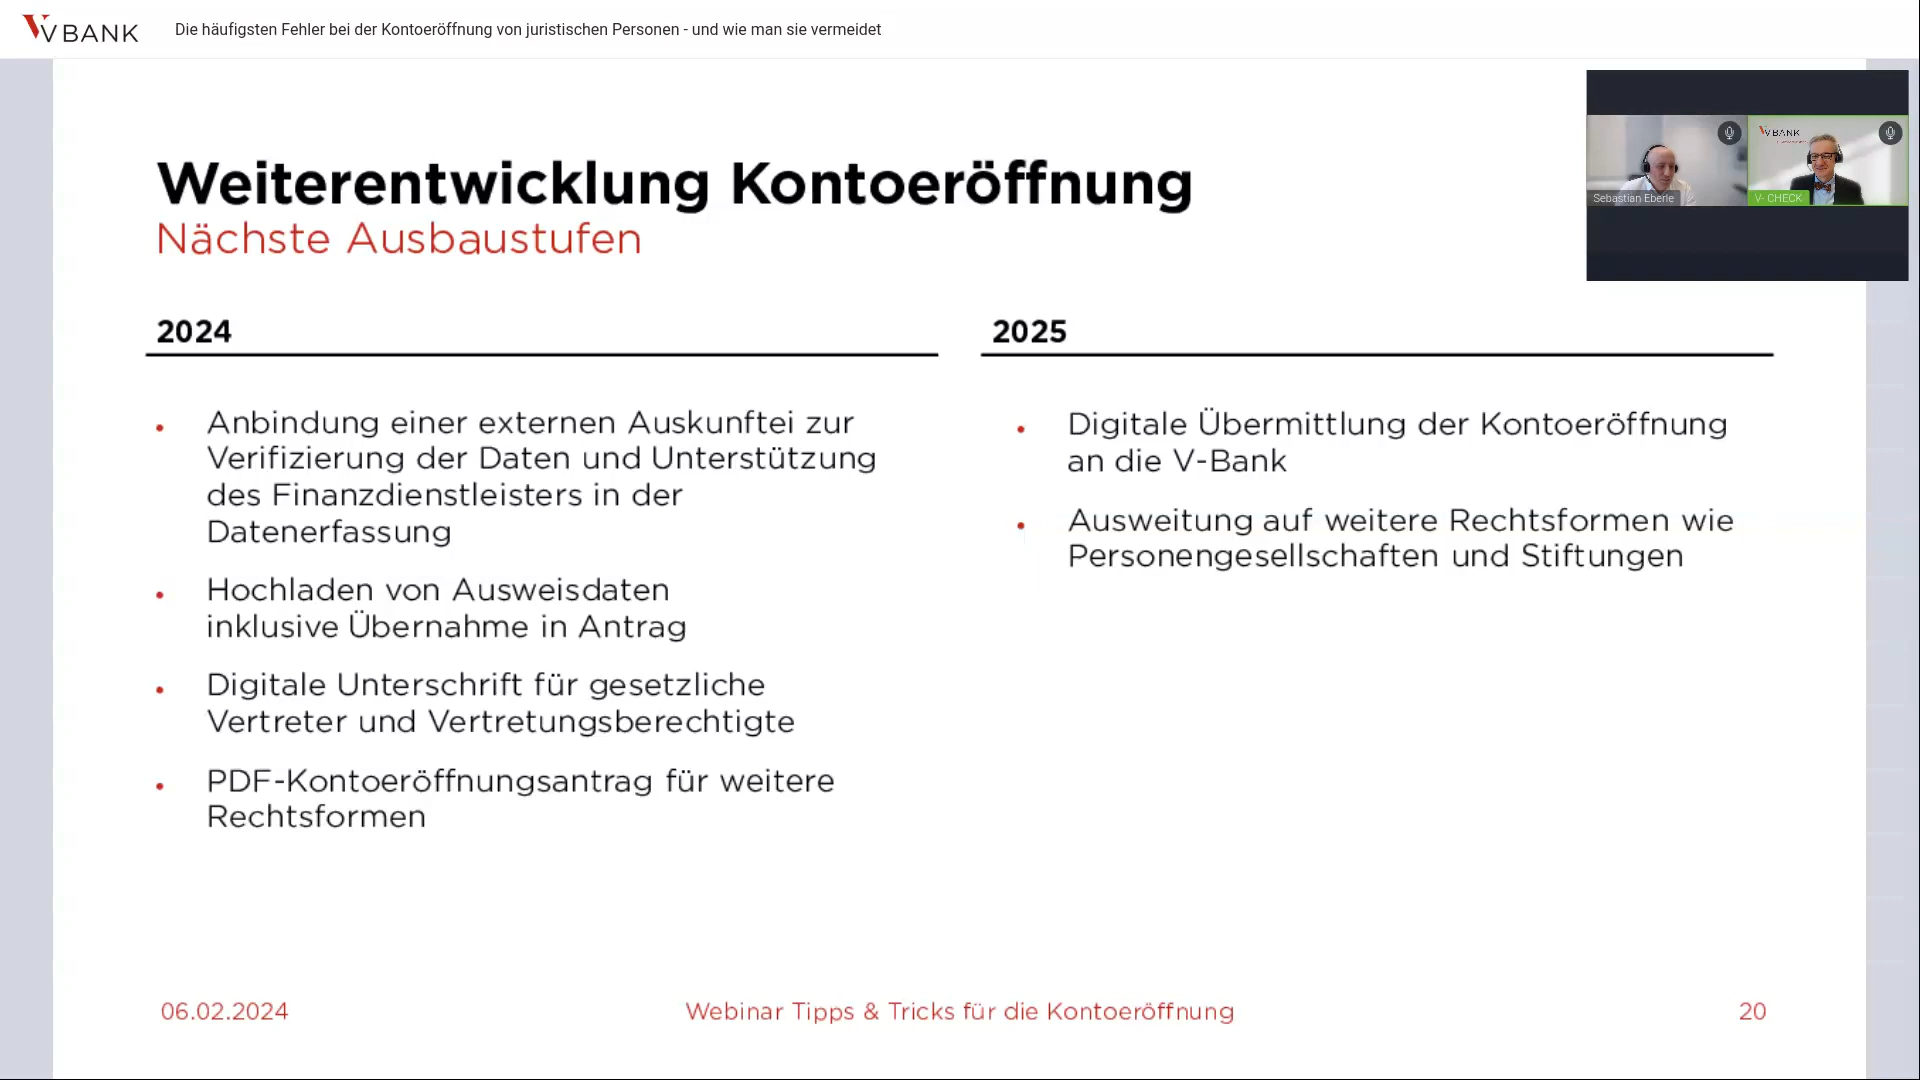 VBANK
Die häufigsten Fehler bei der Kontoeröffnung von juristischen Personen - und wie man sie vermeidet
VBANK
Sebastian Eberle
V- CHECK
Weiterentwicklung Kontoeröffnung
Nächste Ausbaustufen
2024
Anbindung einer externen Auskunftei zur
Verifizierung der Daten und Unterstützung
des Finanzdienstleisters in der
Datenerfassung
Hochladen von Ausweisdaten
inklusive Übernahme in Antrag
Digitale Unterschrift für gesetzliche
Vertreter und Vertretungsberechtigte
PDF-Kontoeröffnungsantrag für weitere
Rechtsformen
2025
Digitale Übermittlung der Kontoeröffnung
an die V-Bank
Ausweitung auf weitere Rechtsformen wie
Personengesellschaften und Stiftungen
06.02.2024
Webinar Tipps & Tricks für die Kontoeröffnung
20